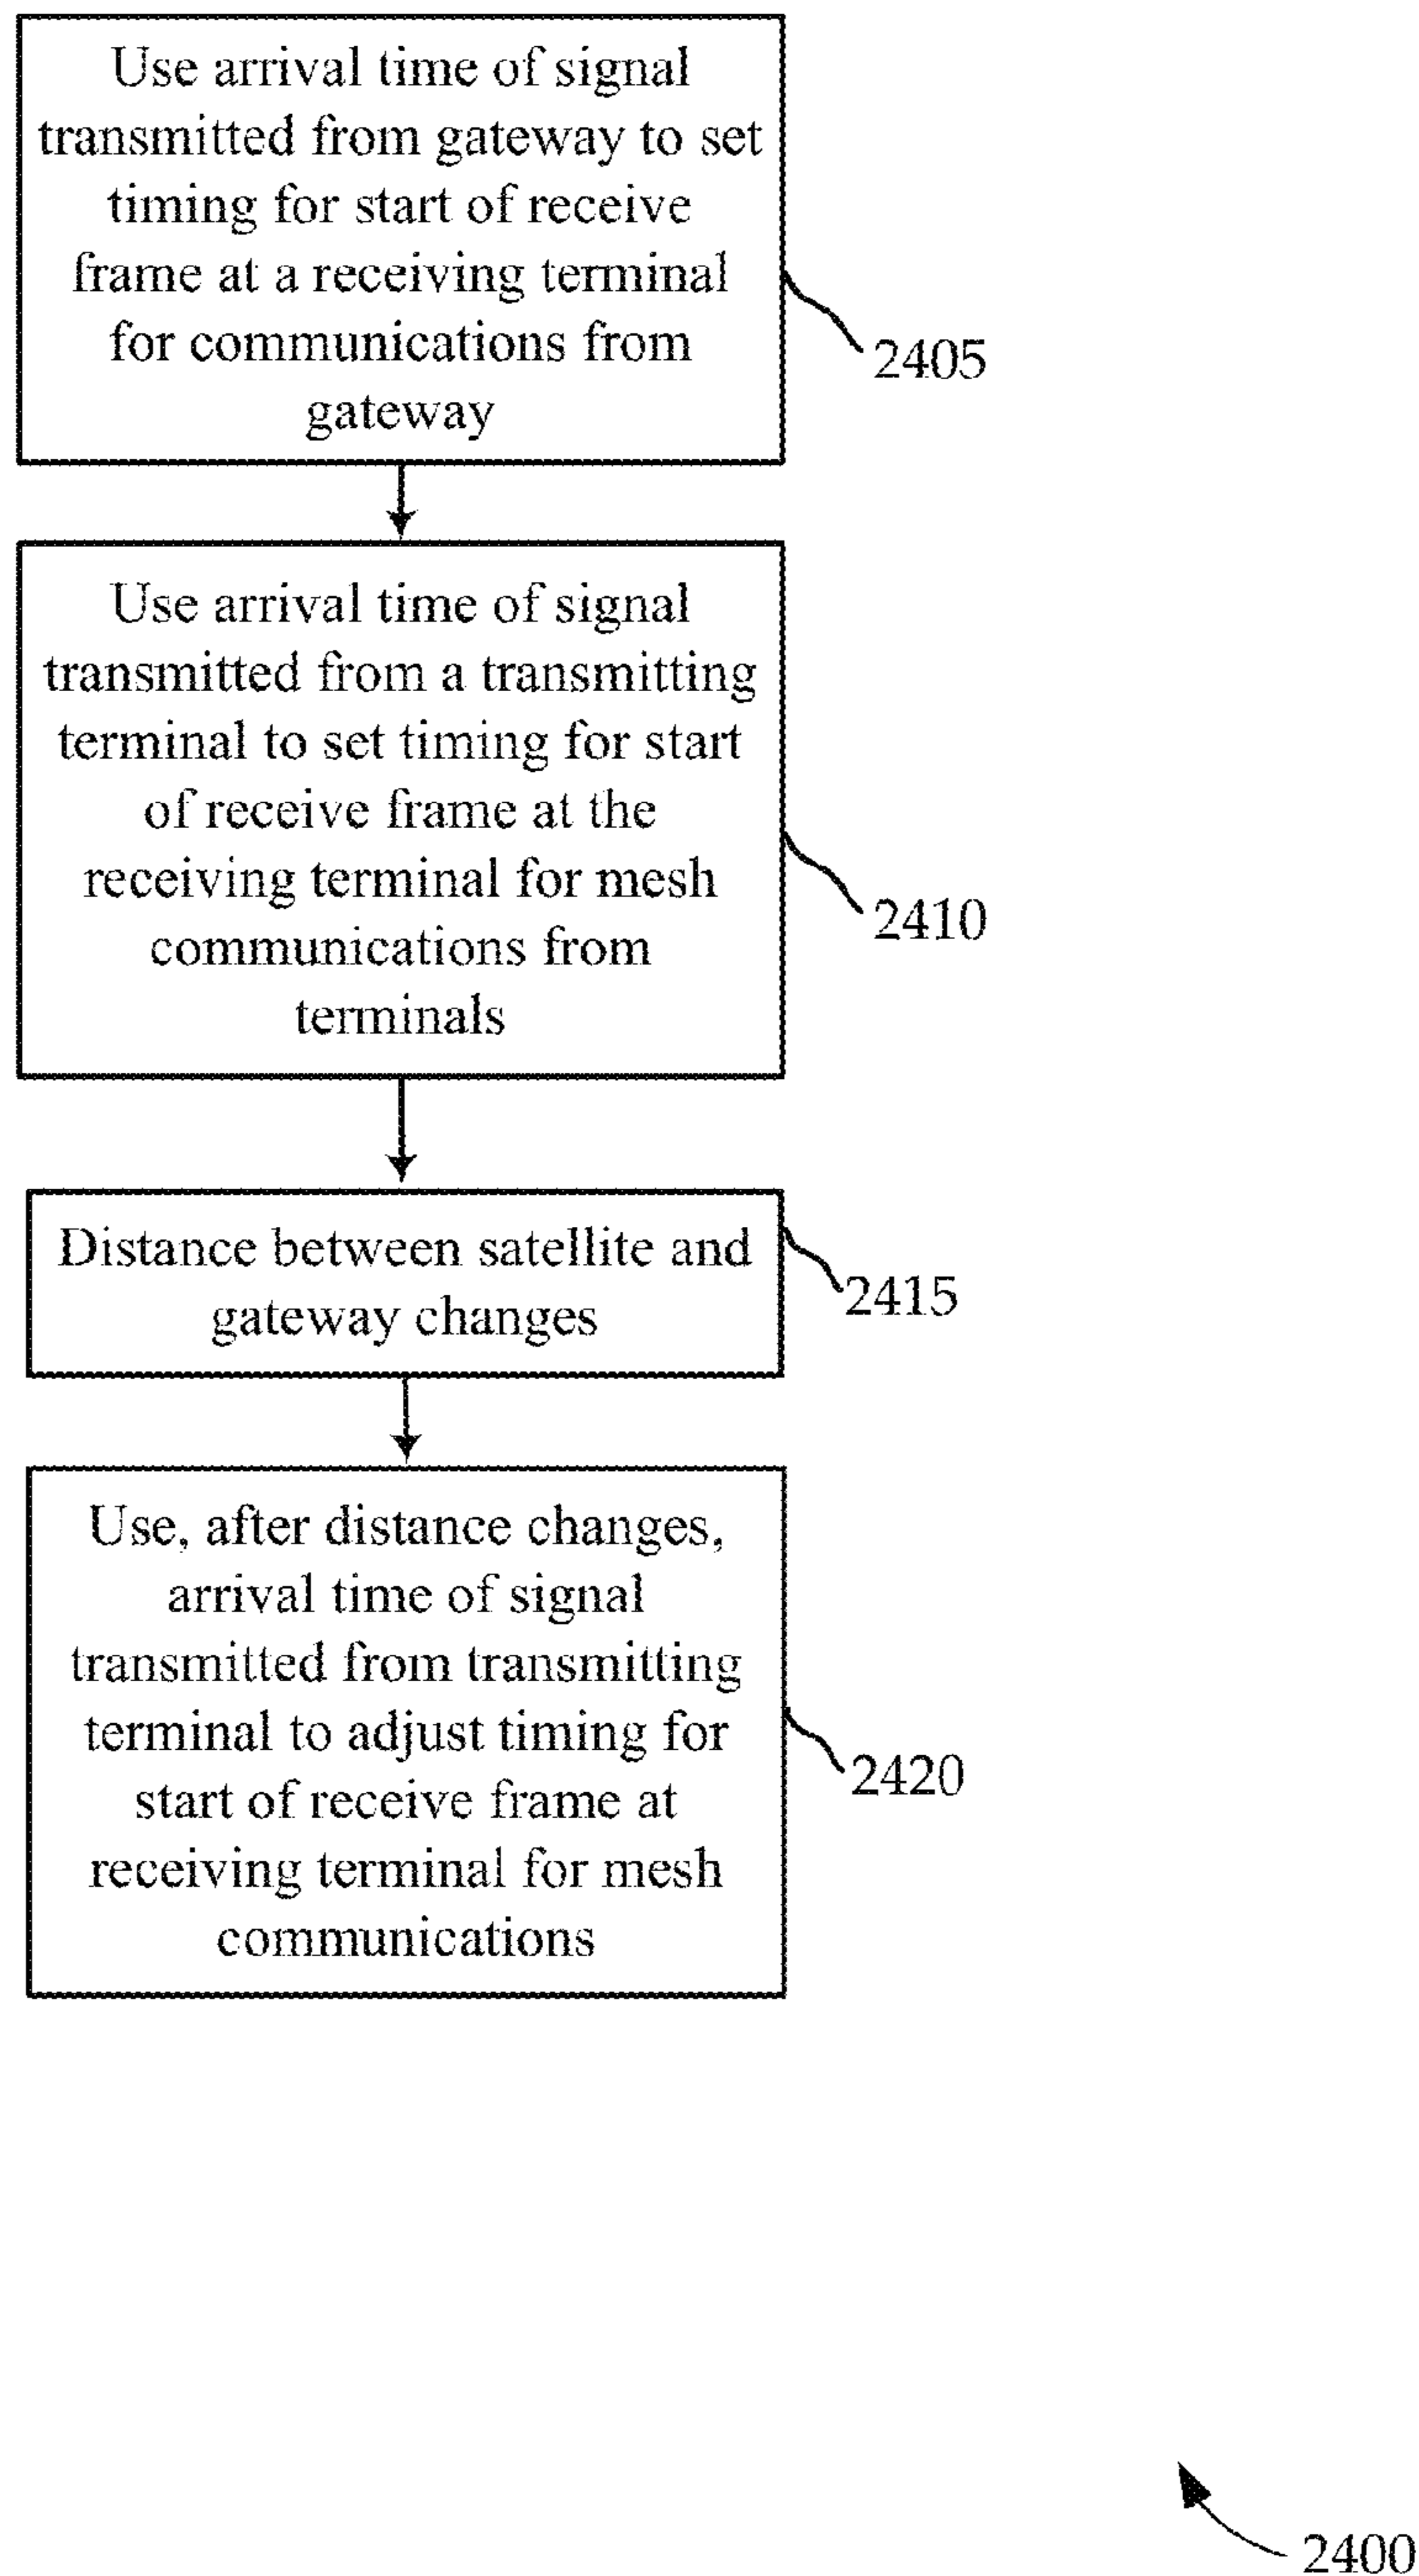 Use arrival time of signal
transmitted from gateway to set
timing for start of receive
frame at a receiving terminal
for communications from
gateway
2405
Use arrival time of signal
transmitted from a transmitting
terminal to set timing for start
of receive frame at the
receiving terminal for mesh
communications from
terminals
2410
Distance between satellite and
gateway changes
2415
Use, after distance changes,
arrival time of signal
transmitted from transmitting
terminal to adjust timing for
start of receive frame at
receiving terminal for mesh
communications
2420
2400